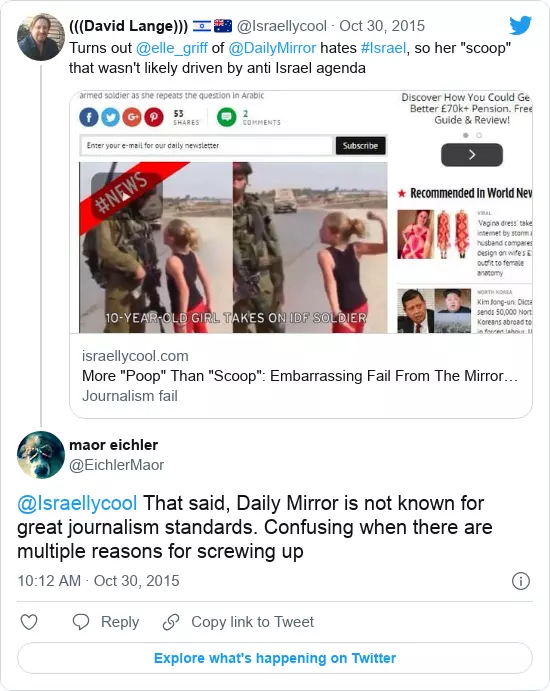 (((David Lange))) @Israellycool · Oct 30, 2015
Turns out @elle_griff of @DailyMirror hates #Israel, so her "scoop"
that wasn't likely driven by anti Israel agenda
armed soldier as she repeats the question in Arabic
53
SHARES
2
COMMENTS
Enter your e-mail for our daily newsletter
Subscribe
#NEWS
10-YEAR-OLD GIRL TAKES ON IDF SOLDIER
Discover How You Could Ge
Better £70k+ Pension. Free
Guide & Review!
Recommended In World New
VIRAL
'Vagina dress' take
internet by storm a
husband compares
design on wife's £
outfit to female
anatomy
NORTH KOREA
Kim Jong-un: Dicta
sends 50,000 Nort
Koreans abroad to
in forced labour
israellycool.com
More "Poop" Than "Scoop": Embarrassing Fail From The Mirror…
Journalism fail
maor eichler
@EichlerMaor
@Israellycool That said, Daily Mirror is not known for
great journalism standards. Confusing when there are
multiple reasons for screwing up
10:12 AM · Oct 30, 2015
Reply
Copy link to Tweet
Explore what's happening on Twitter